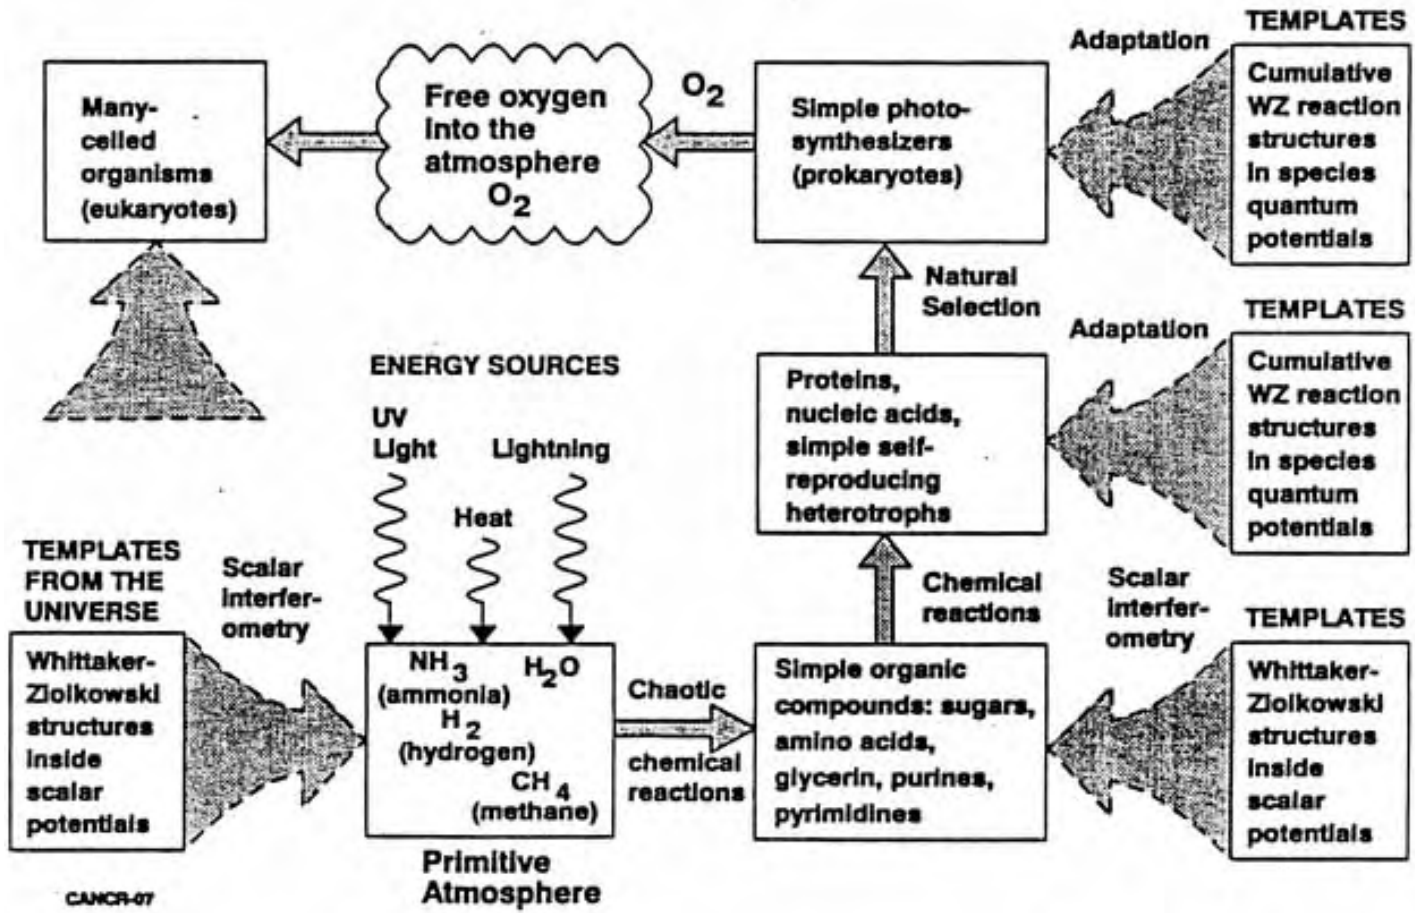 Many-
celled
organisms
(eukaryotes)
Free oxygen
into the
atmosphere
O2
O2
Simple photo-
synthesizers
(prokaryotes)
Adaptation
TEMPLATES
Cumulative
WZ reaction
structures
in species
quantum
potentials
Natural
Selection
ENERGY SOURCES
UV
Light
Heat
Lightning
Proteins,
nucleic acids,
simple self-
reproducing
heterotrophs
Adaptation
TEMPLATES
Cumulative
WZ reaction
structures
in species
quantum
potentials
TEMPLATES
FROM THE
UNIVERSE
Whittaker-
Ziolkowski
structures
inside
scalar
potentials
Scalar
interfer-
ometry
NH3
(ammonia)
H2O
H2
(hydrogen)
CH4
(methane)
Primitive
Atmosphere
Chaotic
chemical
reactions
Chemical
reactions
Simple organic
compounds: sugars,
amino acids,
glycerin, purines,
pyrimidines
Scalar
interfer-
ometry
TEMPLATES
Whittaker-
Ziolkowski
structures
inside
scalar
potentials
CANCR-07